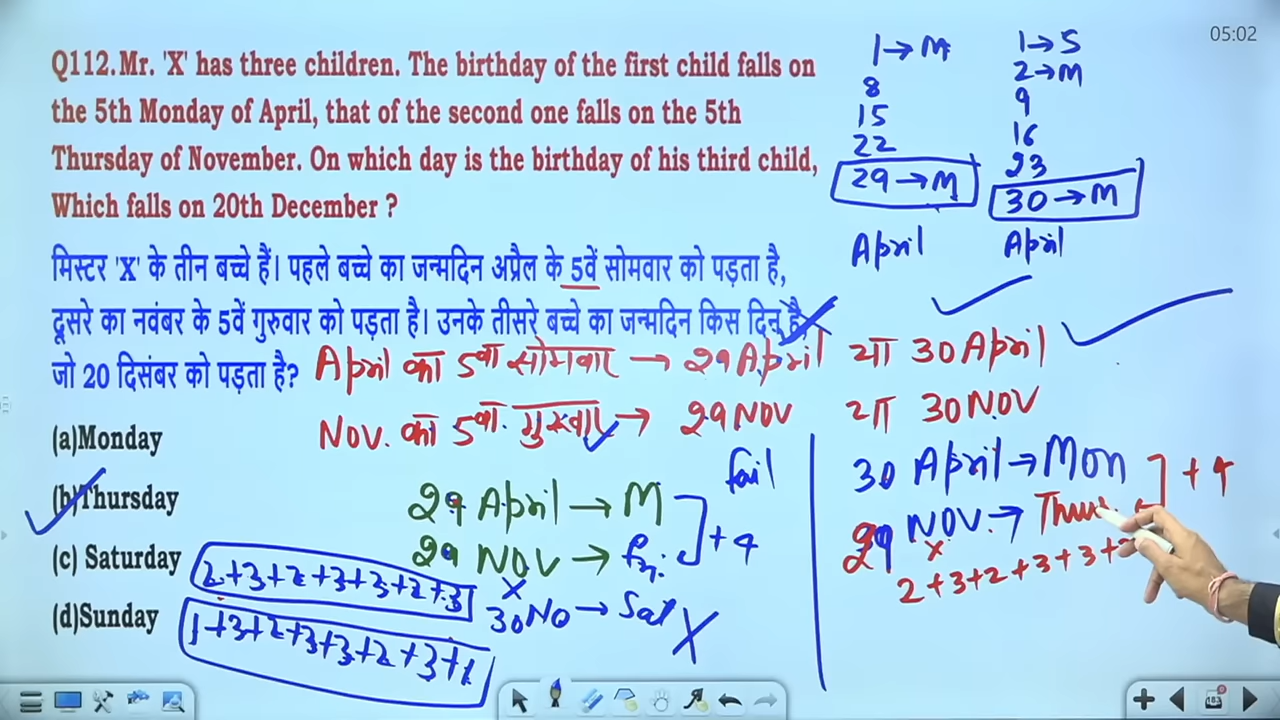 05:02
Q112.Mr. 'X' has three children. The birthday of the first child falls on
the 5th Monday of April, that of the second one falls on the 5th
Thursday of November. On which day is the birthday of his third child,
Which falls on 20th December ?
मिस्टर 'X' के तीन बच्चे हैं। पहले बच्चे का जन्मदिन अप्रैल के 5वें सोमवार को पड़ता है,
दूसरे का नवंबर के 5वें गुरुवार को पड़ता है। उनके तीसरे बच्चे का जन्मदिन किस दिन है,
जो 20 दिसंबर को पड़ता है?
(a)Monday
(b)Thursday
(c) Saturday
(d)Sunday
1→M
8
15
22
29→M
April
1→S
2→M
9
16
23
30→M
April
April का 5वा सोमवार → 29 April या 30 April
Nov. का 5वा. गुरुवार → 29 NOV या 30 NOV
29 April → M
29 NOV → Fri.
+4
fail
30 No → Sat X
2+3+2+3+3+2+3
1+3+2+3+3+2+3+1
30 April → Mon
29 NOV. → Thus
+4
2+3+2+3+3+